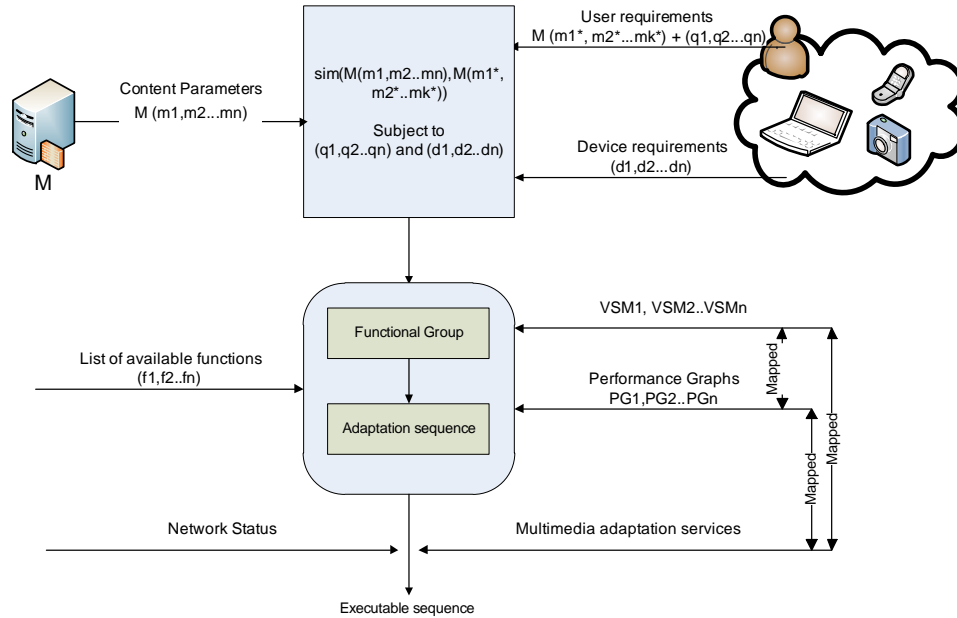 User requirements
M (m1*, m2*...mk*) + (q1,q2...qn)
Content Parameters
M (m1,m2...mn)
M
sim(M(m1,m2..mn),M(m1*,
m2*..mk*))
Subject to
(q1,q2..qn) and (d1,d2..dn)
Device requirements
(d1,d2...dn)
Functional Group
VSM1, VSM2..VSMn
List of available functions
(f1,f2..fn)
Performance Graphs
PG1,PG2..PGn
Adaptation sequence
Mapped
Mapped
Mapped
Network Status
Multimedia adaptation services
Executable sequence